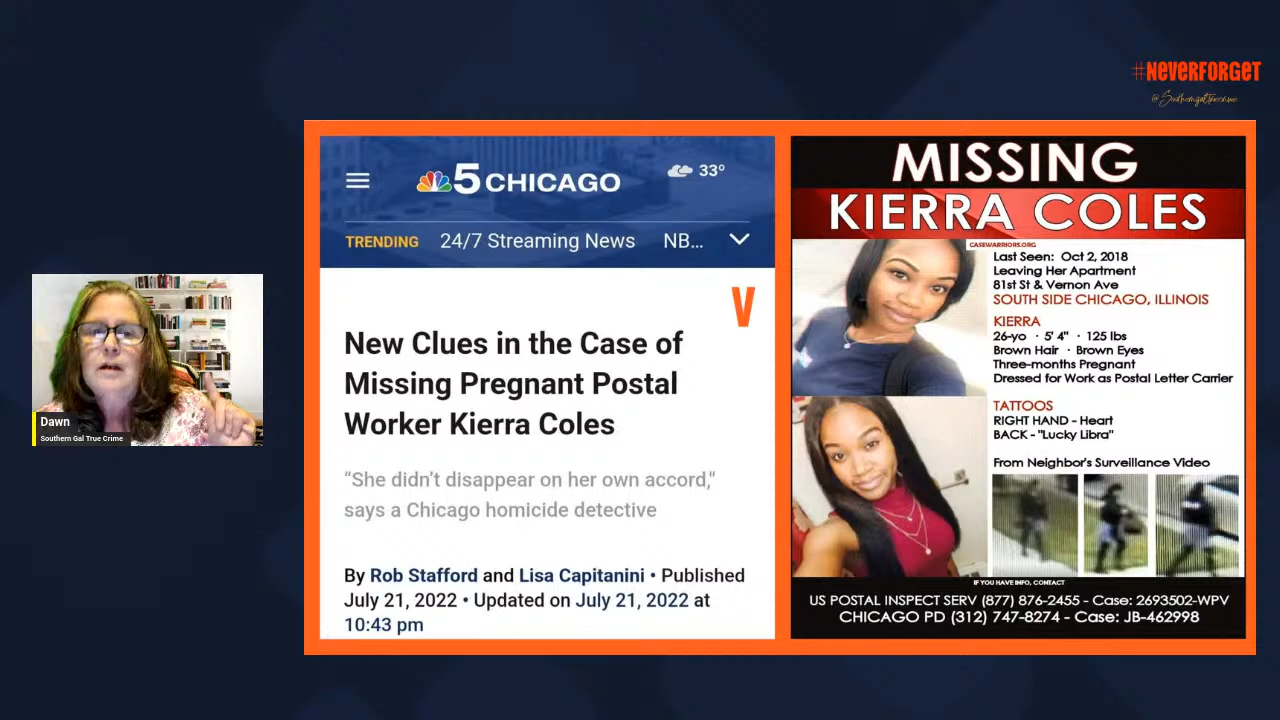 #NEVERFORGET
@Southerngaltruecrime
Dawn
Southern Gal True Crime
5 CHICAGO
33°
TRENDING 24/7 Streaming News NB...
V
New Clues in the Case of
Missing Pregnant Postal
Worker Kierra Coles
“She didn’t disappear on her own accord,"
says a Chicago homicide detective
By Rob Stafford and Lisa Capitanini • Published
July 21, 2022 • Updated on July 21, 2022 at
10:43 pm
MISSING
KIERRA COLES
CASEWARRIORS.ORG
Last Seen: Oct 2, 2018
Leaving Her Apartment
81st St & Vernon Ave
SOUTH SIDE CHICAGO, ILLINOIS
KIERRA
26-yo · 5' 4" · 125 lbs
Brown Hair · Brown Eyes
Three-months Pregnant
Dressed for Work as Postal Letter Carrier
TATTOOS
RIGHT HAND - Heart
BACK - "Lucky Libra"
From Neighbor's Surveillance Video
IF YOU HAVE INFO, CONTACT
US POSTAL INSPECT SERV (877) 876-2455 - Case: 2693502-WPV
CHICAGO PD (312) 747-8274 - Case: JB-462998